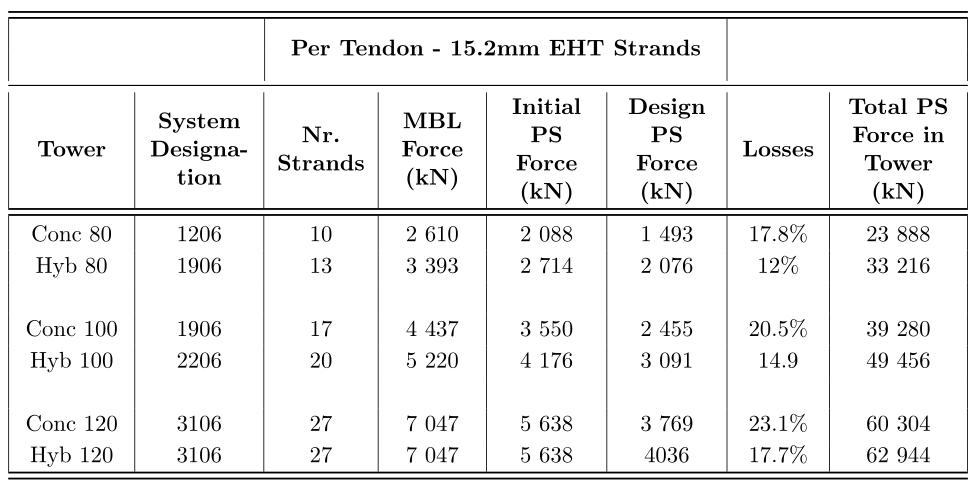 Per Tendon - 15.2mm EHT Strands
Tower | System Designa-tion | Nr. Strands | MBL Force (kN) | Initial PS Force (kN) | Design PS Force (kN) | Losses | Total PS Force in Tower (kN)
Conc 80 | 1206 | 10 | 2 610 | 2 088 | 1 493 | 17.8% | 23 888
Hyb 80 | 1906 | 13 | 3 393 | 2 714 | 2 076 | 12% | 33 216
Conc 100 | 1906 | 17 | 4 437 | 3 550 | 2 455 | 20.5% | 39 280
Hyb 100 | 2206 | 20 | 5 220 | 4 176 | 3 091 | 14.9 | 49 456
Conc 120 | 3106 | 27 | 7 047 | 5 638 | 3 769 | 23.1% | 60 304
Hyb 120 | 3106 | 27 | 7 047 | 5 638 | 4036 | 17.7% | 62 944